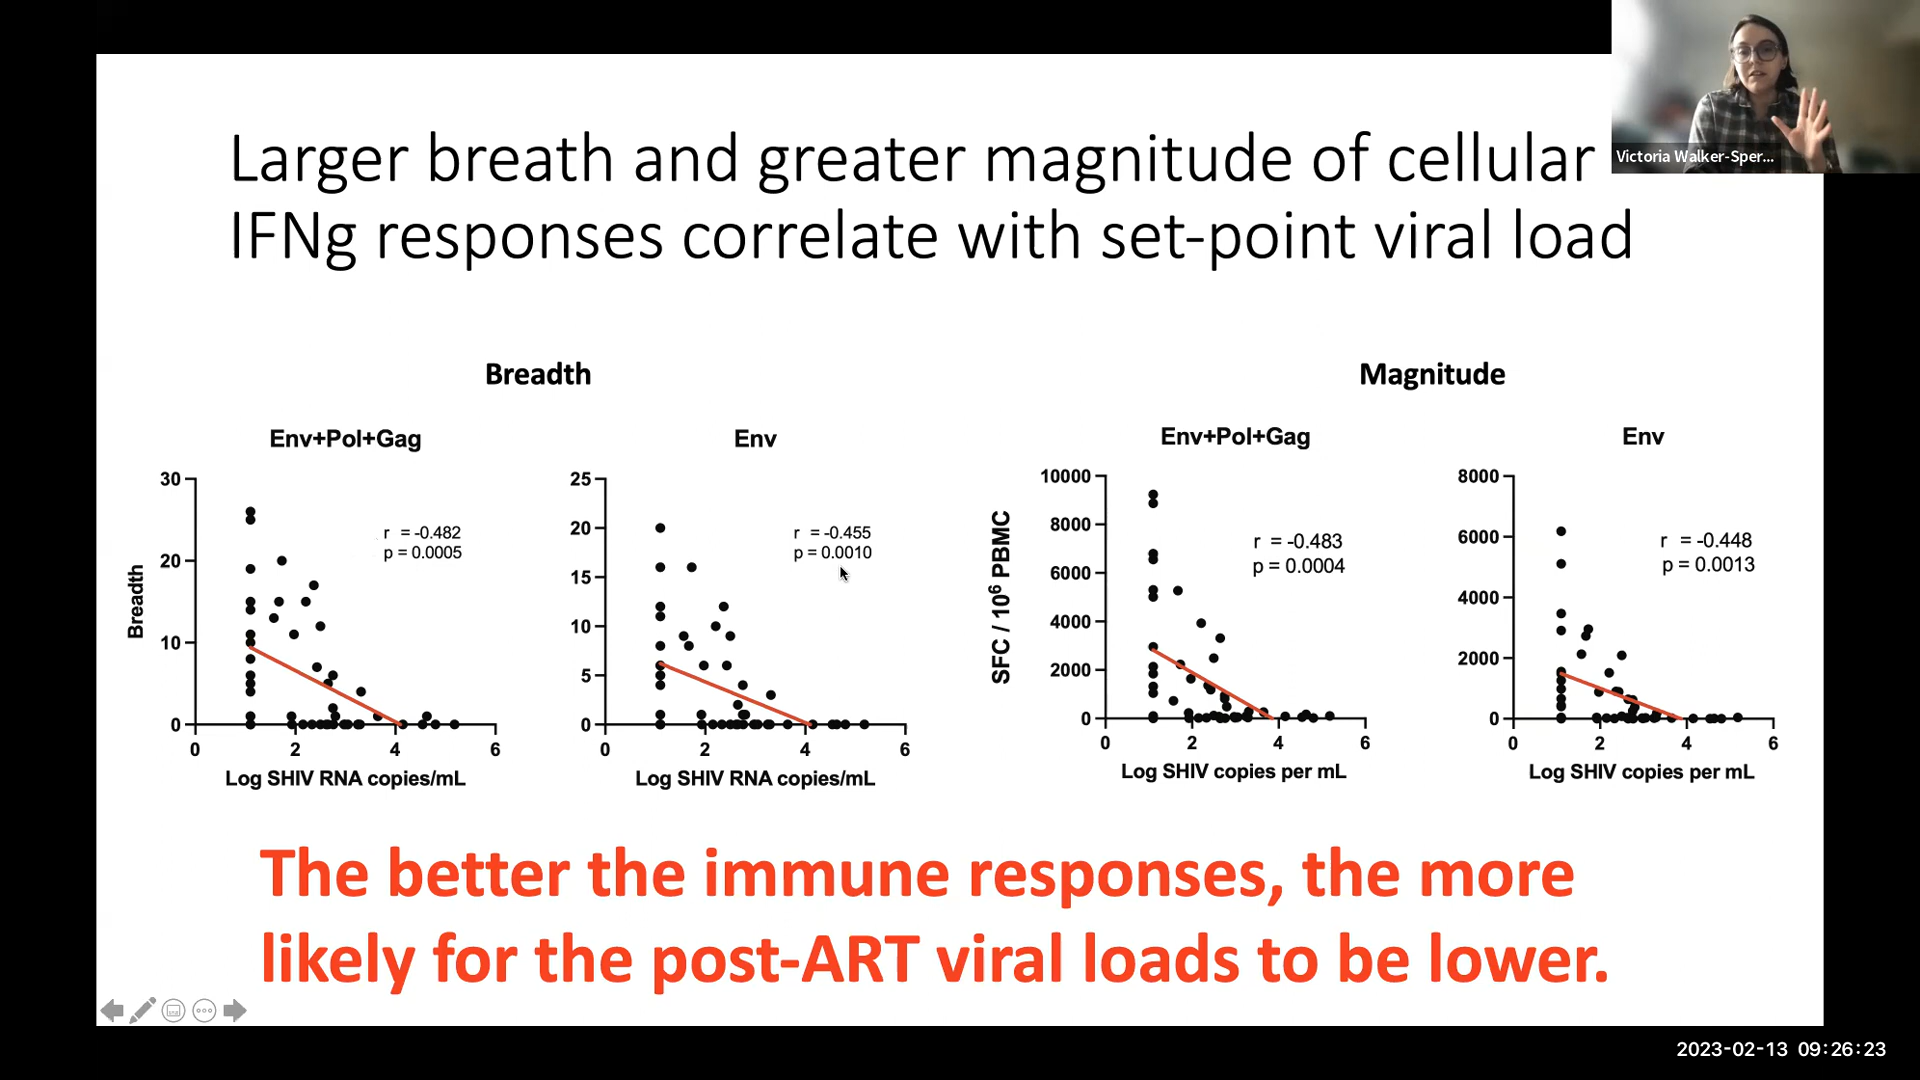 Larger breath and greater magnitude of cellular
IFNg responses correlate with set-point viral load
Victoria Walker-Sper...
Breadth
Magnitude
Env+Pol+Gag
30
20
10
0
Breadth
r = -0.482
p = 0.0005
0 2 4 6
Log SHIV RNA copies/mL
Env
25
20
15
10
5
0
r = -0.455
p = 0.0010
0 2 4 6
Log SHIV RNA copies/mL
Env+Pol+Gag
10000
8000
6000
4000
2000
0
SFC / 10⁶ PBMC
r = -0.483
p = 0.0004
0 2 4 6
Log SHIV copies per mL
Env
8000
6000
4000
2000
0
r = -0.448
p = 0.0013
0 2 4 6
Log SHIV copies per mL
The better the immune responses, the more
likely for the post-ART viral loads to be lower.
2023-02-13 09:26:23